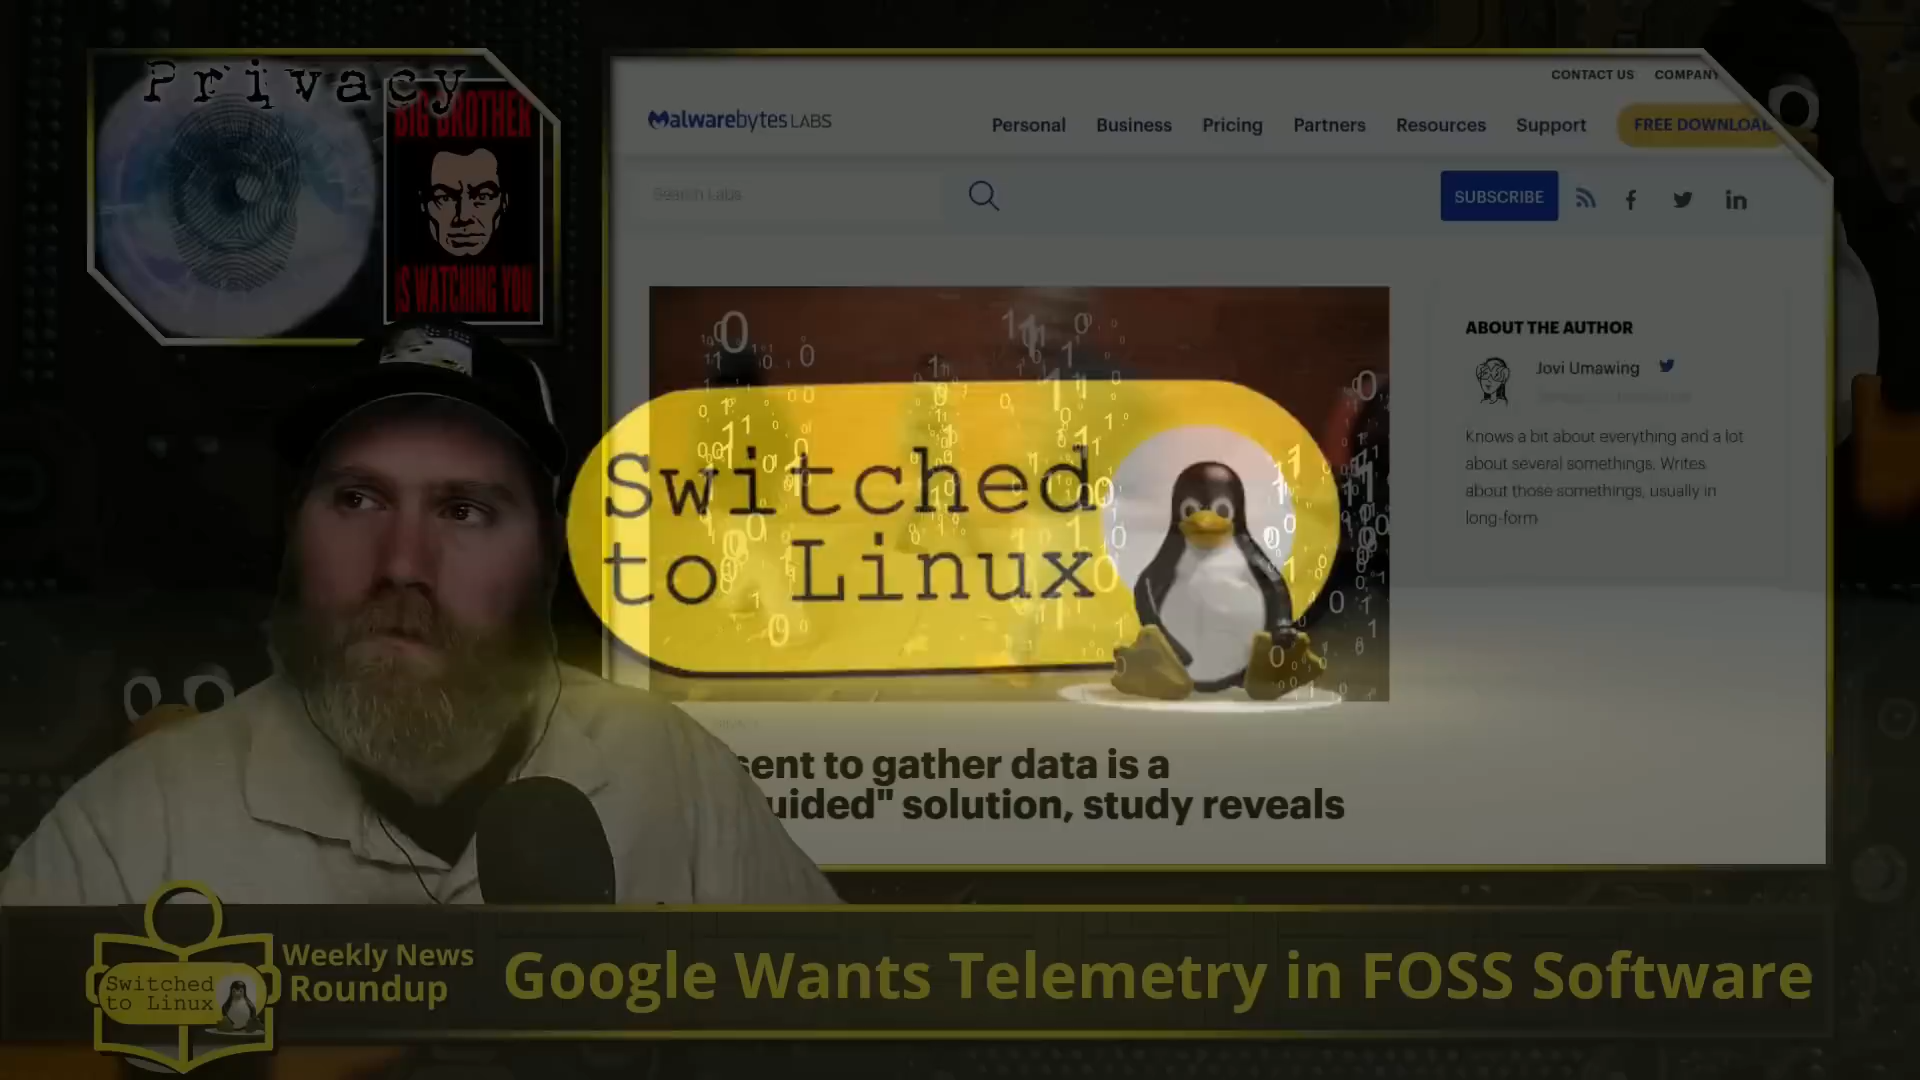 Privacy
BIG BROTHER
IS WATCHING YOU
CONTACT US COMPANY
Malwarebytes LABS
Personal Business Pricing Partners Resources Support FREE DOWNLOAD
Search Labs
SUBSCRIBE
ABOUT THE AUTHOR
Jovi Umawing
Knows a bit about everything and a lot
about several somethings. Writes
about those somethings, usually in
long-form
Switched
to Linux
sent to gather data is a
uided" solution, study reveals
Switched
to Linux
Weekly News
Roundup
Google Wants Telemetry in FOSS Software